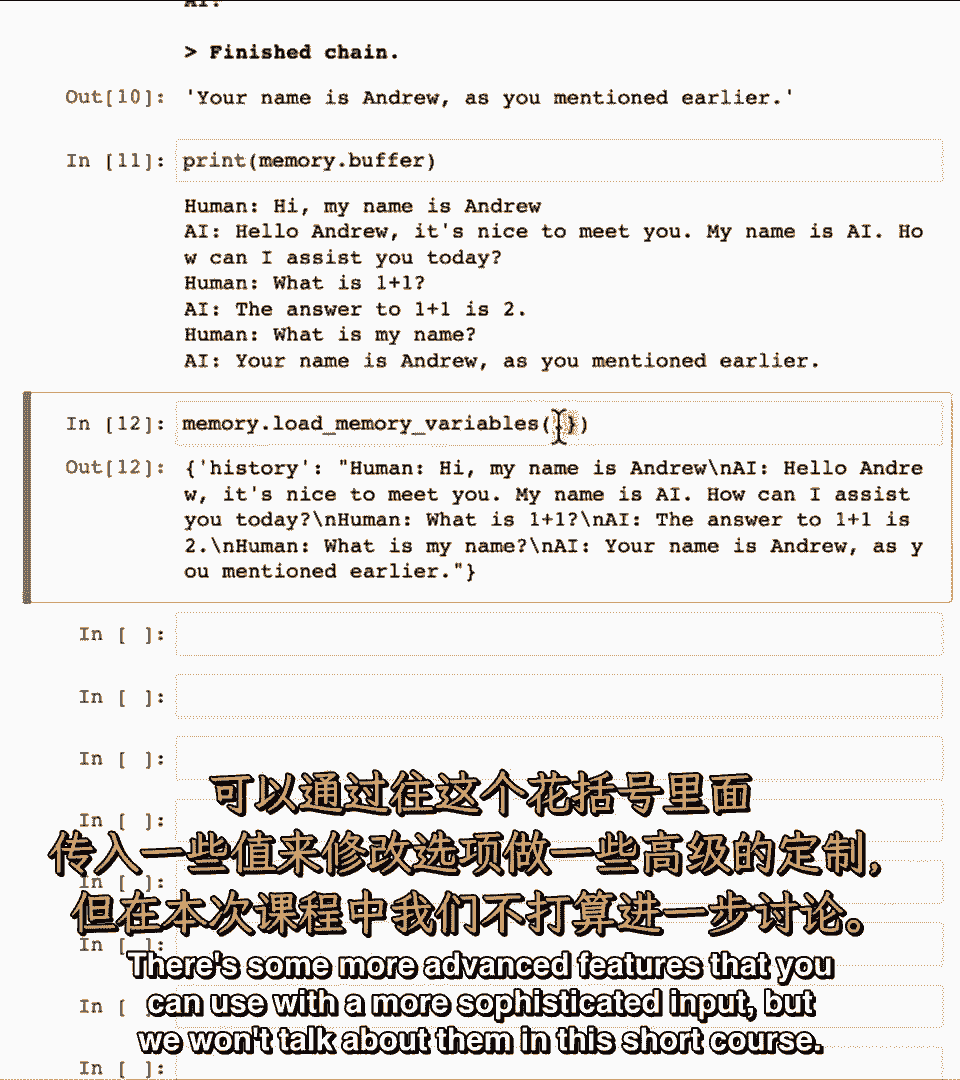 AI:
> Finished chain.
Out[10]: 'Your name is Andrew, as you mentioned earlier.'
In [11]: print(memory.buffer)
Human: Hi, my name is Andrew
AI: Hello Andrew, it's nice to meet you. My name is AI. Ho
w can I assist you today?
Human: What is 1+1?
AI: The answer to 1+1 is 2.
Human: What is my name?
AI: Your name is Andrew, as you mentioned earlier.
In [12]: memory.load_memory_variables({})
Out[12]: {'history': "Human: Hi, my name is Andrew\nAI: Hello Andre
w, it's nice to meet you. My name is AI. How can I assist
you today?\nHuman: What is 1+1?\nAI: The answer to 1+1 is
2.\nHuman: What is my name?\nAI: Your name is Andrew, as y
ou mentioned earlier."}
In [ ]:
In [ ]:
In [ ]:
In [ ]:
In [ ]:
In [ ]:
In [ ]:
In [ ]:
可以通过往这个花括号里面
传入一些值来修改选项做一些高级的定制,
但在本次课程中我们不打算进一步讨论。
There's some more advanced features that you
can use with a more sophisticated input, but
we won't talk about them in this short course.